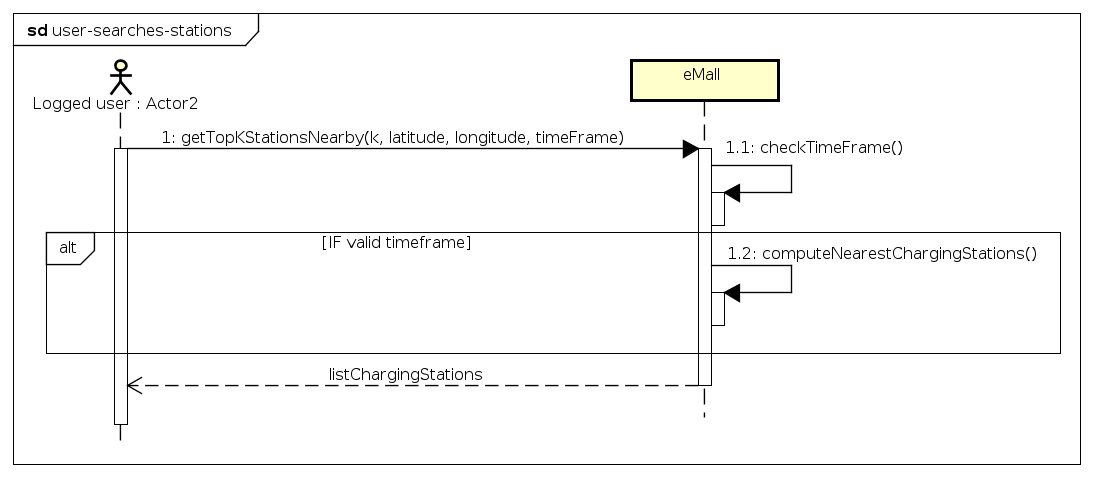 sd user-searches-stations
Logged user : Actor2
eMall
1: getTopKStationsNearby(k, latitude, longitude, timeFrame)
1.1: checkTimeFrame()
alt
[IF valid timeframe]
1.2: computeNearestChargingStations()
listChargingStations